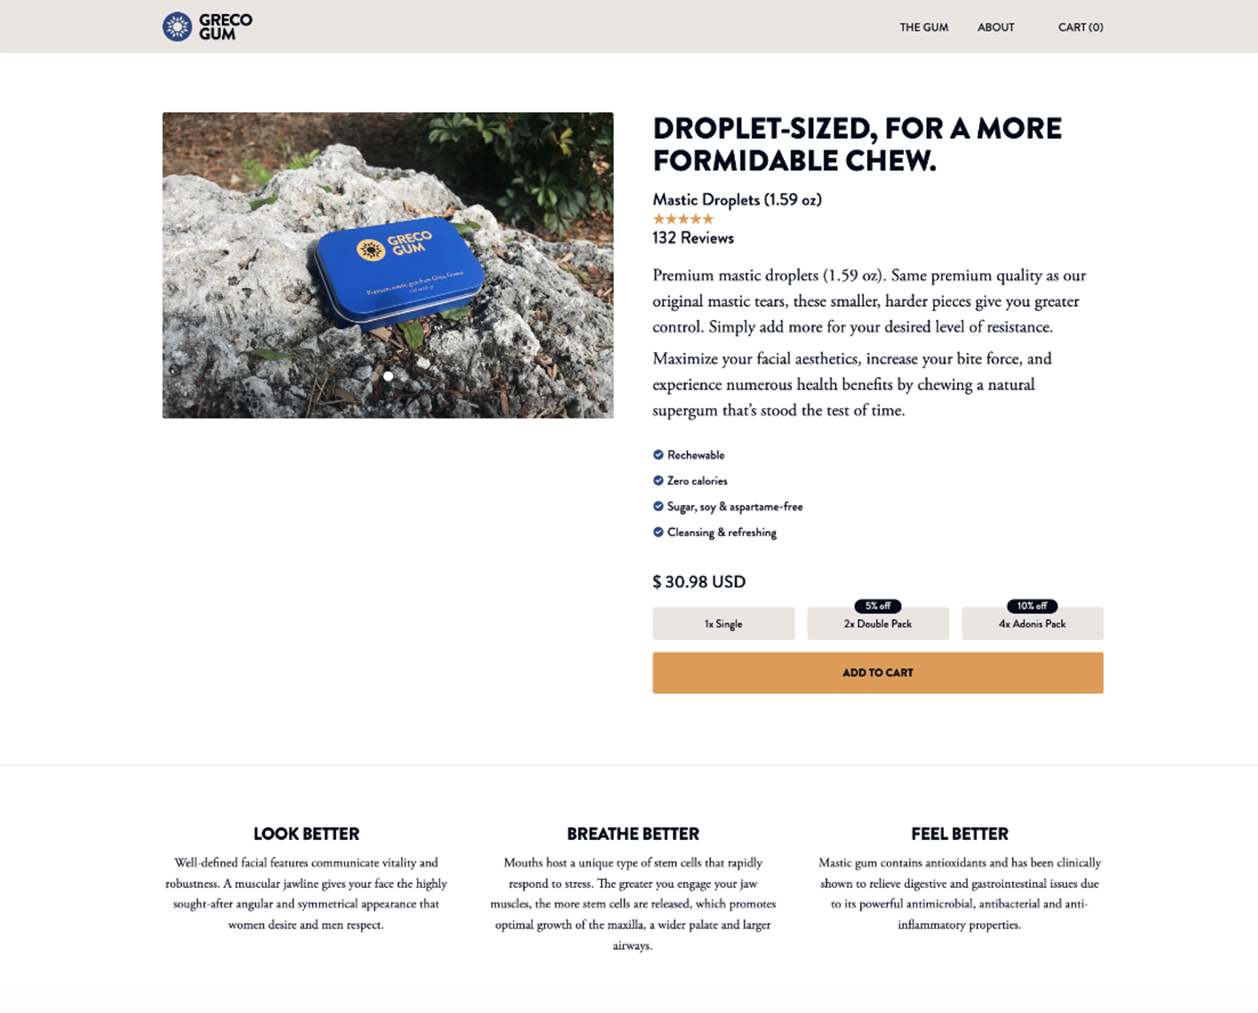 GRECO
GUM
THE GUM
ABOUT
CART (0)
GRECO
GUM
Premium mastic gum from Chios, Greece
DROPLET-SIZED, FOR A MORE
FORMIDABLE CHEW.
Mastic Droplets (1.59 oz)
132 Reviews
Premium mastic droplets (1.59 oz). Same premium quality as our
original mastic tears, these smaller, harder pieces give you greater
control. Simply add more for your desired level of resistance.
Maximize your facial aesthetics, increase your bite force, and
experience numerous health benefits by chewing a natural
supergum that's stood the test of time.
Rechewable
Zero calories
Sugar, soy & aspartame-free
Cleansing & refreshing
$ 30.98 USD
1x Single
5% off
2x Double Pack
10% off
4x Adonis Pack
ADD TO CART
LOOK BETTER
Well-defined facial features communicate vitality and
robustness. A muscular jawline gives your face the highly
sought-after angular and symmetrical appearance that
women desire and men respect.
BREATHE BETTER
Mouths host a unique type of stem cells that rapidly
respond to stress. The greater you engage your jaw
muscles, the more stem cells are released, which promotes
optimal growth of the maxilla, a wider palate and larger
airways.
FEEL BETTER
Mastic gum contains antioxidants and has been clinically
shown to relieve digestive and gastrointestinal issues due
to its powerful antimicrobial, antibacterial and anti-
inflammatory properties.